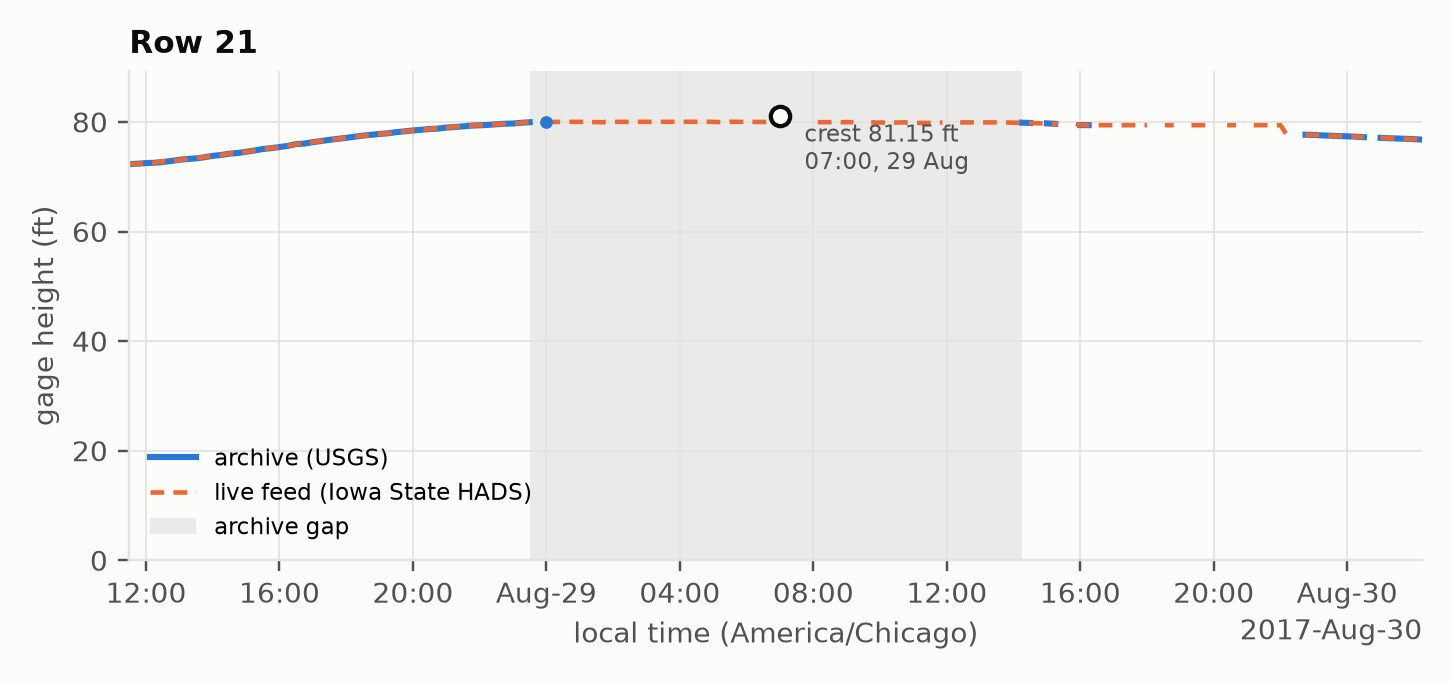 Row 21
80
60
40
20
0
gage height (ft)
crest 81.15 ft
07:00, 29 Aug
archive (USGS)
live feed (Iowa State HADS)
archive gap
12:00 16:00 20:00 Aug-29 04:00 08:00 12:00 16:00 20:00 Aug-30
local time (America/Chicago)
2017-Aug-30